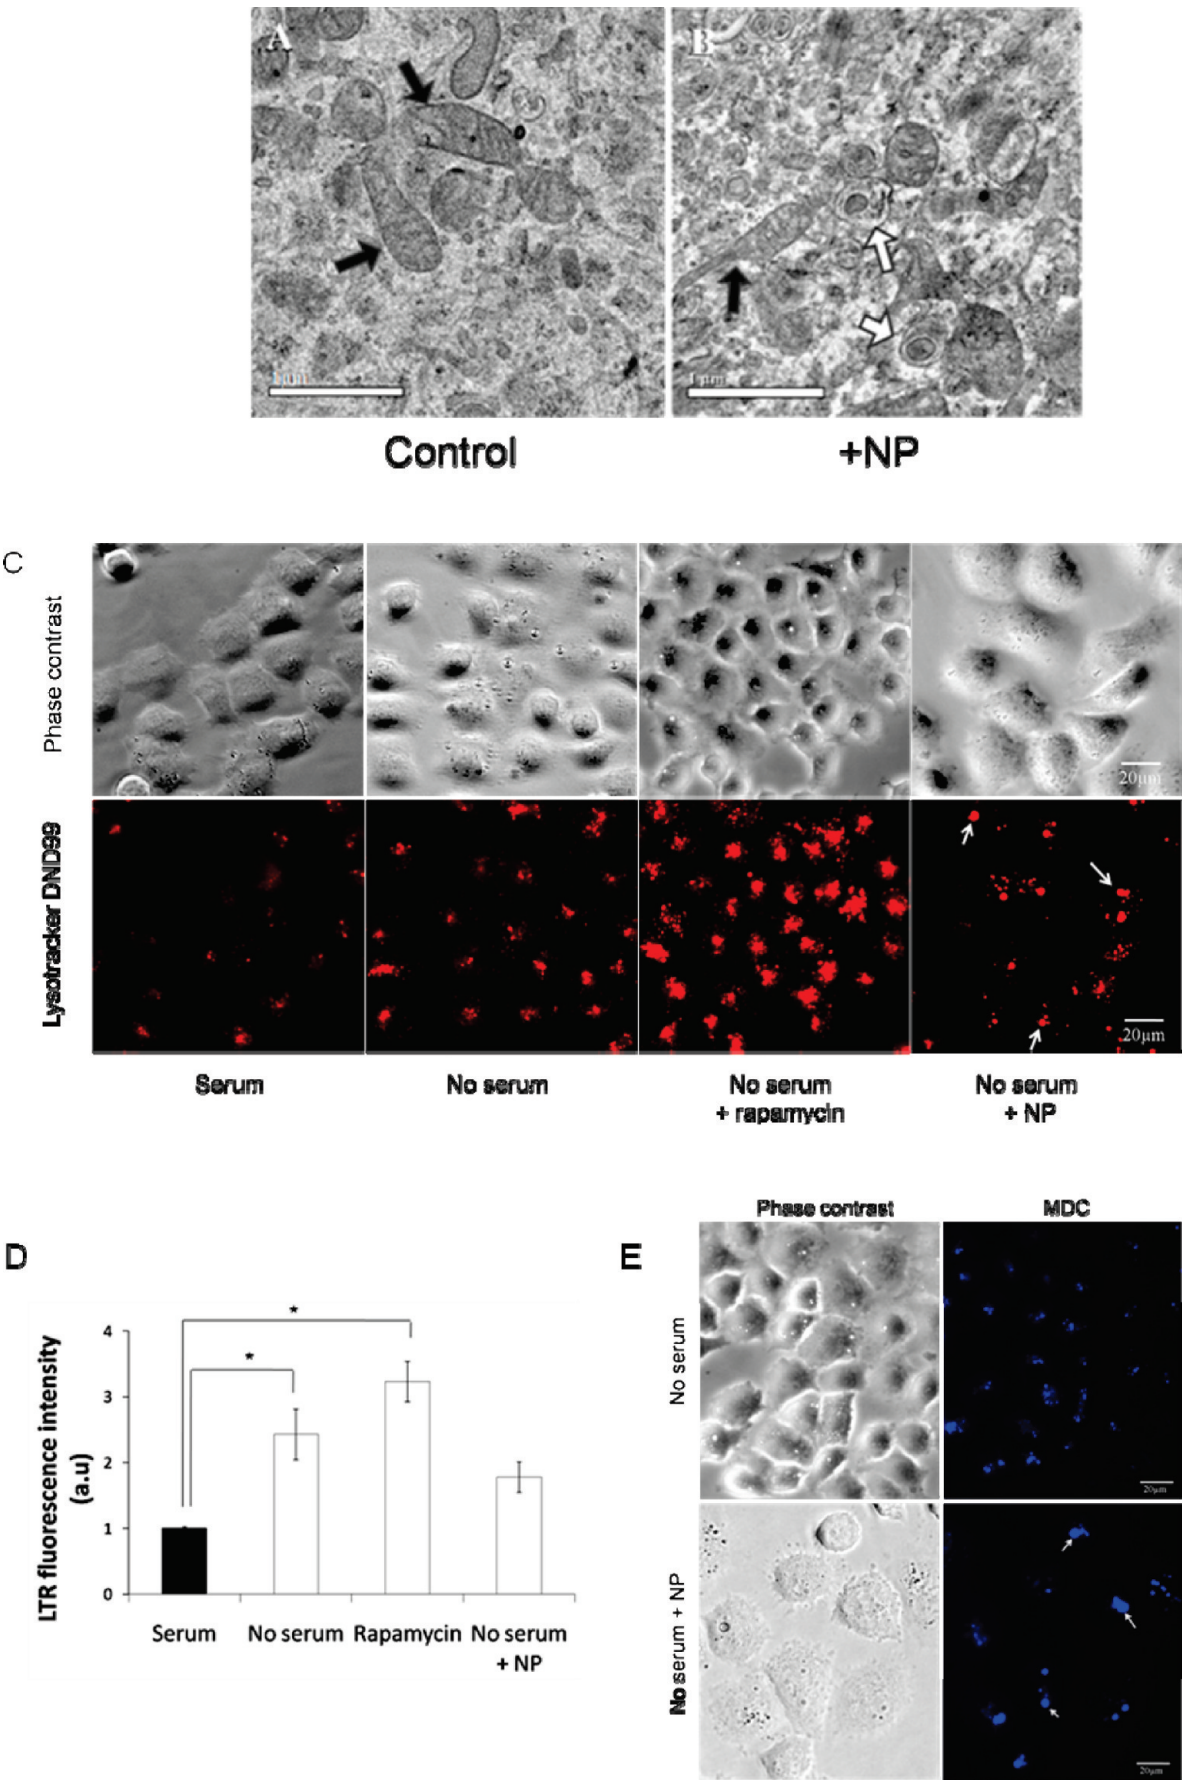 A
B
1 µm
1 µm
Control
+NP
C
Phase contrast
20µm
Lysotracker DND99
20µm
Serum
No serum
No serum
+ rapamycin
No serum
+ NP
D
LTR fluorescence intensity
(a.u)
4
3
2
1
0
*
*
Serum
No serum
Rapamycin
No serum
+ NP
E
Phase contrast
MDC
No serum
20µm
No serum + NP
20µm